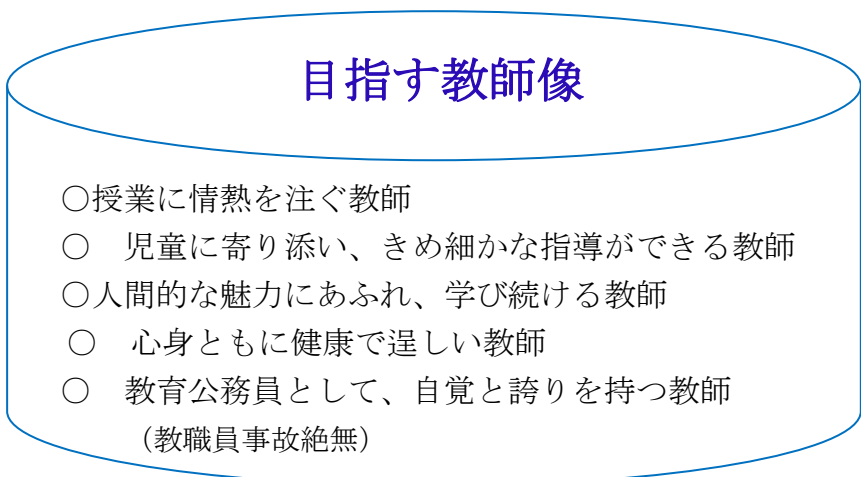 目指す教師像
○授業に情熱を注ぐ教師
○　児童に寄り添い、きめ細かな指導ができる教師
○人間的な魅力にあふれ、学び続ける教師
○　心身ともに健康で逞しい教師
○　教育公務員として、自覚と誇りを持つ教師
（教職員事故絶無）